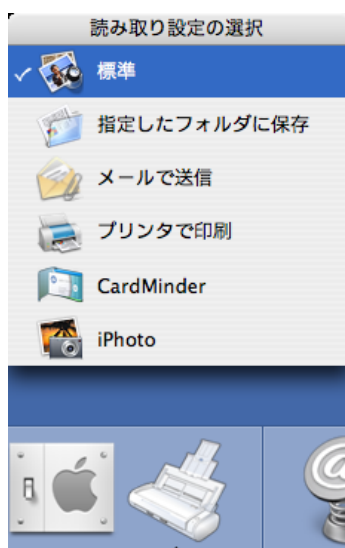 読み取り設定の選択
標準
指定したフォルダに保存
メールで送信
プリンタで印刷
CardMinder
iPhoto